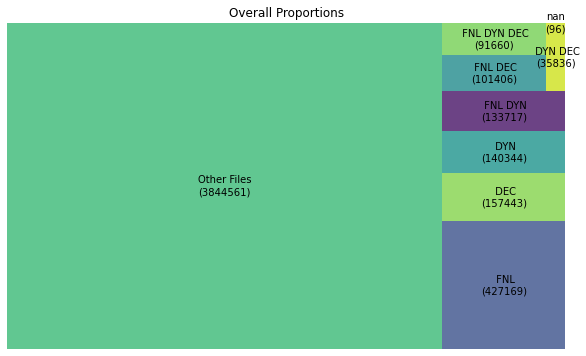 Overall Proportions
nan
(96)
FNL DYN DEC
(91660)
DYN DEC
(35836)
FNL DEC
(101406)
FNL DYN
(133717)
DYN
(140344)
Other Files
(3844561)
DEC
(157443)
FNL
(427169)